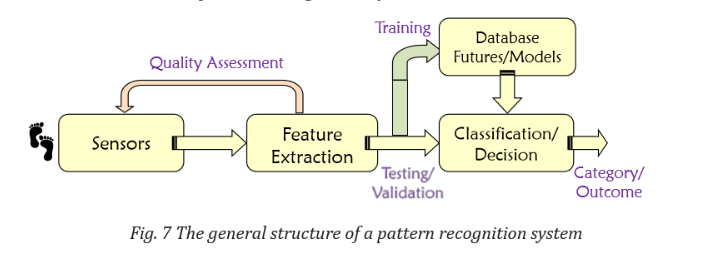 Training
Database
Futures/Models
Quality Assessment
Sensors
Feature
Extraction
Classification/
Decision
Testing/
Validation
Category/
Outcome
Fig. 7 The general structure of a pattern recognition system